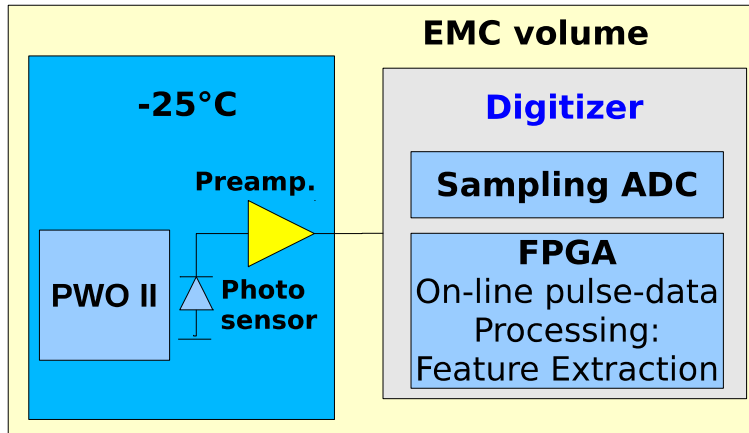 EMC volume
-25°C
Preamp.
PWO II
Photo
sensor
Digitizer
Sampling ADC
FPGA
On-line pulse-data
Processing:
Feature Extraction